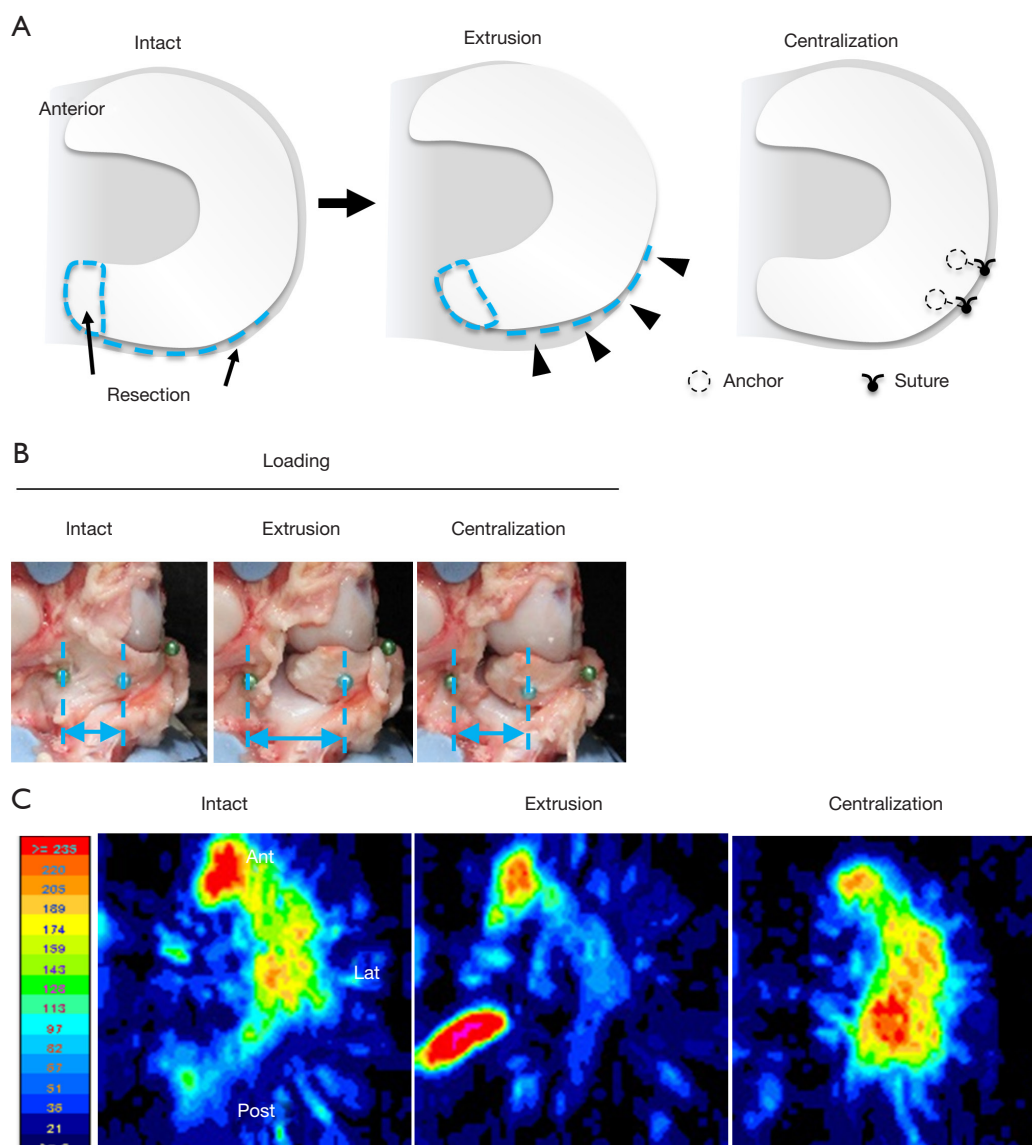 A
Intact
Extrusion
Centralization
Anterior
Resection
Anchor
Suture
B
Loading
Intact
Extrusion
Centralization
C
Intact
Extrusion
Centralization
>= 235
220
205
189
174
159
143
128
113
97
82
67
51
36
21
Ant
Lat
Post